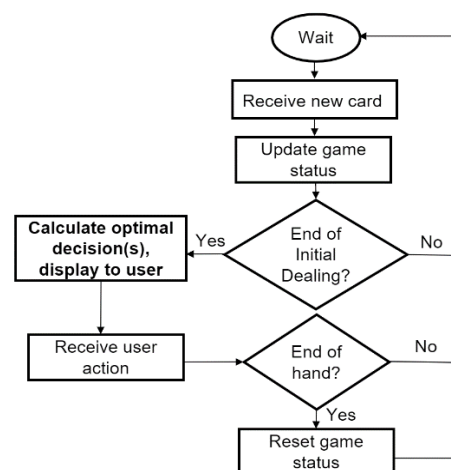 Wait
Receive new card
Update game
status
End of
Initial
Dealing?
Yes
No
Calculate optimal
decision(s),
display to user
Receive user
action
End of
hand?
No
Yes
Reset game
status